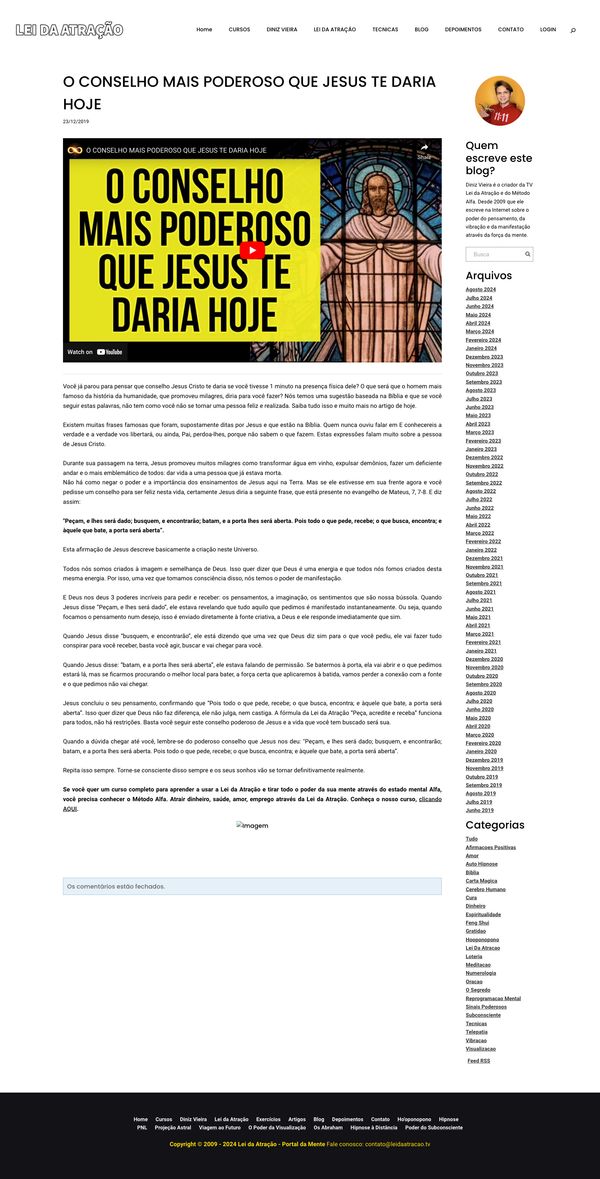 LEI DA ATRAÇÃO
Home CURSOS DINIZ VIEIRA LEI DA ATRAÇÃO TECNICAS BLOG DEPOIMENTOS CONTATO LOGIN
O CONSELHO MAIS PODEROSO QUE JESUS TE DARIA
HOJE
23/12/2019
O CONSELHO MAIS PODEROSO QUE JESUS TE DARIA HOJE
Share
O CONSELHO
MAIS PODEROSO
QUE JESUS TE
DARIA HOJE
Watch on YouTube
Você já parou para pensar que conselho Jesus Cristo te daria se você tivesse 1 minuto na presença física dele? O que será que o homem mais
famoso da história da humanidade, que promoveu milagres, diria para você fazer? Nós temos uma sugestão baseada na Bíblia e que se você
seguir estas palavras, não tem como você não se tornar uma pessoa feliz e realizada. Saiba tudo isso e muito mais no artigo de hoje.
Existem muitas frases famosas que foram, supostamente ditas por Jesus e que estão na Bíblia. Quem nunca ouviu falar em E conhecereis a
verdade e a verdade vos libertará, ou ainda, Pai, perdoa-lhes, porque não sabem o que fazem. Estas expressões falam muito sobre a pessoa
de Jesus Cristo.
Durante sua passagem na terra, Jesus promoveu muitos milagres como transformar água em vinho, expulsar demônios, fazer um deficiente
andar e o mais emblemático de todos: dar vida a uma pessoa que já estava morta.
Não há como negar o poder e a importância dos ensinamentos de Jesus aqui na Terra. Mas se ele estivesse em sua frente agora e você
pedisse um conselho para ser feliz nesta vida, certamente Jesus diria a seguinte frase, que está presente no evangelho de Mateus, 7, 7-8. E diz
assim:
“Peçam, e lhes será dado; busquem, e encontrarão; batam, e a porta lhes será aberta. Pois todo o que pede, recebe; o que busca, encontra; e
àquele que bate, a porta será aberta”.
Esta afirmação de Jesus descreve basicamente a criação neste Universo.
Todos nós somos criados à imagem e semelhança de Deus. Isso quer dizer que Deus é uma energia e que todos nós fomos criados desta
mesma energia. Por isso, uma vez que tomamos consciência disso, nós temos o poder de manifestação.
E Deus nos deus 3 poderes incríveis para pedir e receber: os pensamentos, a imaginação, os sentimentos que são nossa bússola. Quando
Jesus disse “Peçam, e lhes será dado”, ele estava revelando que tudo aquilo que pedimos é manifestado instantaneamente. Ou seja, quando
focamos o pensamento num desejo, isso é enviado diretamente à fonte criativa, a Deus e ele responde imediatamente que sim.
Quando Jesus disse “busquem, e encontrarão”, ele está dizendo que uma vez que Deus diz sim para o que você pediu, ele vai fazer tudo
conspirar para você receber, basta você agir, buscar e vai chegar para você.
Quando Jesus disse: “batam, e a porta lhes será aberta”, ele estava falando de permissão. Se batermos à porta, ela vai abrir e o que pedimos
estará lá, mas se ficarmos procurando o melhor local para bater, a força certa que aplicaremos à batida, vamos perder a conexão com a fonte
e o que pedimos não vai chegar.
Jesus concluiu o seu pensamento, confirmando que “Pois todo o que pede, recebe; o que busca, encontra; e àquele que bate, a porta será
aberta”. Isso quer dizer que Deus não faz diferença, ele não julga, nem castiga. A fórmula da Lei da Atração “Peça, acredite e receba” funciona
para todos, não há restrições. Basta você seguir este conselho poderoso de Jesus e a vida que você tem buscado será sua.
Quando a dúvida chegar até você, lembre-se do poderoso conselho que Jesus nos deu: “Peçam, e lhes será dado; busquem, e encontrarão;
batam, e a porta lhes será aberta. Pois todo o que pede, recebe; o que busca, encontra; e àquele que bate, a porta será aberta”.
Repita isso sempre. Torne-se consciente disso sempre e os seus sonhos vão se tornar definitivamente realmente.
Se você quer um curso completo para aprender a usar a Lei da Atração e tirar todo o poder da sua mente através do estado mental Alfa,
você precisa conhecer o Método Alfa. Atrair dinheiro, saúde, amor, emprego através da Lei da Atração. Conheça o nosso curso, clicando
AQUI.
Imagem
Os comentários estão fechados.
11:11
Quem
escreve este
blog?
Diniz Vieira é o criador da TV
Lei da Atração e do Método
Alfa. Desde 2009 que ele
escreve na Internet sobre o
poder do pensamento, da
vibração e da manifestação
através da força da mente.
Busca
Arquivos
Agosto 2024
Julho 2024
Junho 2024
Maio 2024
Abril 2024
Março 2024
Fevereiro 2024
Janeiro 2024
Dezembro 2023
Novembro 2023
Outubro 2023
Setembro 2023
Agosto 2023
Julho 2023
Junho 2023
Maio 2023
Abril 2023
Março 2023
Fevereiro 2023
Janeiro 2023
Dezembro 2022
Novembro 2022
Outubro 2022
Setembro 2022
Agosto 2022
Julho 2022
Junho 2022
Maio 2022
Abril 2022
Março 2022
Fevereiro 2022
Janeiro 2022
Dezembro 2021
Novembro 2021
Outubro 2021
Setembro 2021
Agosto 2021
Julho 2021
Junho 2021
Maio 2021
Abril 2021
Março 2021
Fevereiro 2021
Janeiro 2021
Dezembro 2020
Novembro 2020
Outubro 2020
Setembro 2020
Agosto 2020
Julho 2020
Junho 2020
Maio 2020
Abril 2020
Março 2020
Fevereiro 2020
Janeiro 2020
Dezembro 2019
Novembro 2019
Outubro 2019
Setembro 2019
Agosto 2019
Julho 2019
Junho 2019
Categorias
Tudo
Afirmacoes Positivas
Amor
Auto Hipnose
Biblia
Carta Magica
Cerebro Humano
Cura
Dinheiro
Espiritualidade
Feng Shui
Gratidao
Hooponopono
Lei Da Atracao
Loteria
Meditacao
Numerologia
Oracao
O Segredo
Reprogramacao Mental
Sinais Poderosos
Subconsciente
Tecnicas
Telepatia
Vibracao
Visualizacao
Feed RSS
Home Cursos Diniz Vieira Lei da Atração Exercícios Artigos Blog Depoimentos Contato Ho'oponopono Hipnose
PNL Projeção Astral Viagem ao Futuro O Poder da Visualização Os Abraham Hipnose à Distância Poder do Subconsciente
Copyright © 2009 - 2024 Lei da Atração - Portal da Mente Fale conosco: contato@leidaatracao.tv